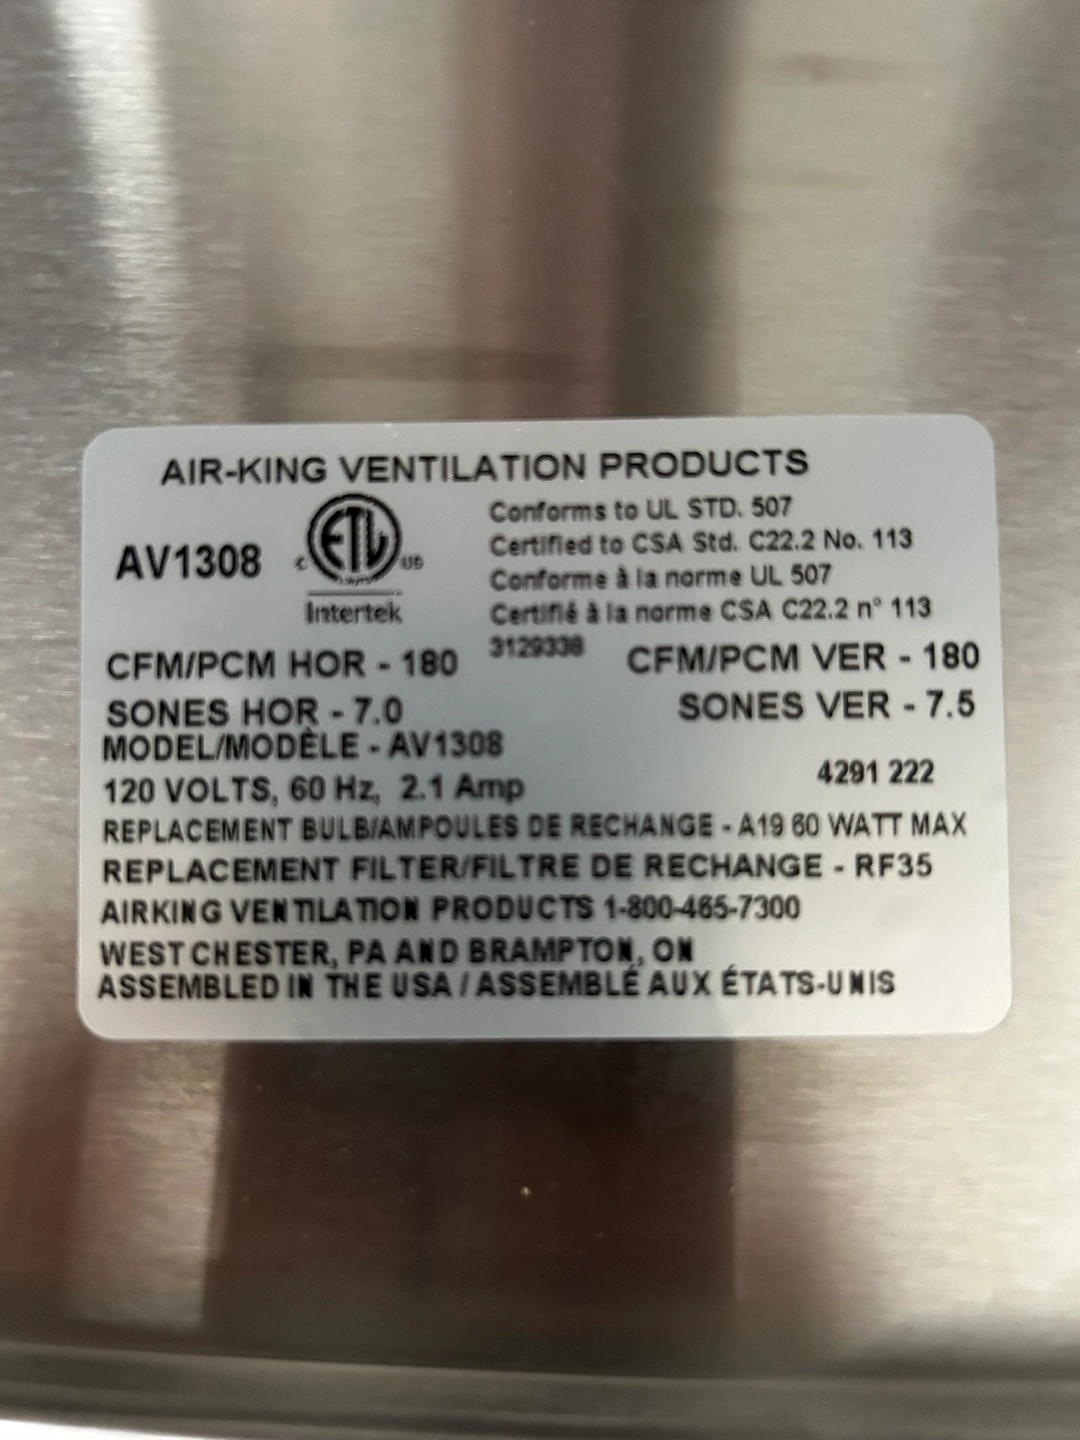 AIR-KING VENTILATION PRODUCTS
AV1308
C ETL US
Intertek
Conforms to UL STD. 507
Certified to CSA Std. C22.2 No. 113
Conforme à la norme UL 507
Certifié à la norme CSA C22.2 n° 113
3129338
CFM/PCM HOR - 180
CFM/PCM VER - 180
SONES HOR - 7.0
SONES VER - 7.5
MODEL/MODÈLE - AV1308
120 VOLTS, 60 Hz, 2.1 Amp
4291 222
REPLACEMENT BULB/AMPOULES DE RECHANGE - A19 60 WATT MAX
REPLACEMENT FILTER/FILTRE DE RECHANGE - RF35
AIRKING VENTILATION PRODUCTS 1-800-465-7300
WEST CHESTER, PA AND BRAMPTON, ON
ASSEMBLED IN THE USA / ASSEMBLÉ AUX ÉTATS-UNIS